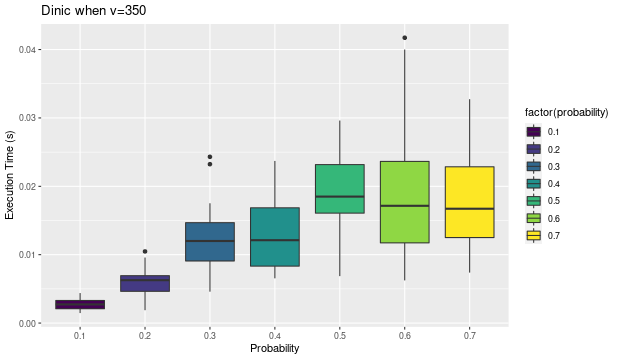 Dinic when v=350
Execution Time (s)
0.04
0.03
0.02
0.01
0.00
0.1 0.2 0.3 0.4 0.5 0.6 0.7
Probability
factor(probability)
0.1
0.2
0.3
0.4
0.5
0.6
0.7